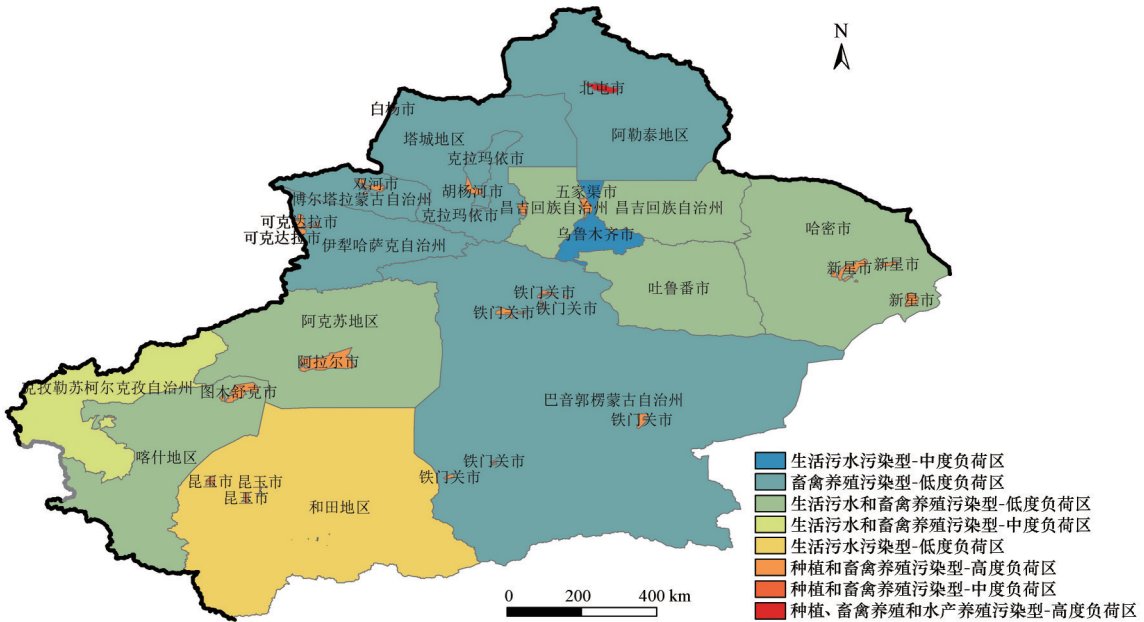 N
北屯市
白杨市
塔城地区
阿勒泰地区
克拉玛依市
双河市
胡杨河市
五家渠市
博尔塔拉蒙古自治州
昌吉回族自治州
昌吉回族自治州
克拉玛依市
可克达拉市
可克达拉市
伊犁哈萨克自治州
乌鲁木齐市
哈密市
新星市
新星市
吐鲁番市
新星市
铁门关市
铁门关市
铁门关市
阿克苏地区
阿拉尔市
克孜勒苏柯尔克孜自治州
图木舒克市
巴音郭楞蒙古自治州
铁门关市
喀什地区
铁门关市
铁门关市
昆玉市
昆玉市
昆玉市
和田地区
生活污水污染型-中度负荷区
畜禽养殖污染型-低度负荷区
生活污水和畜禽养殖污染型-低度负荷区
生活污水和畜禽养殖污染型-中度负荷区
生活污水污染型-低度负荷区
种植和畜禽养殖污染型-高度负荷区
种植和畜禽养殖污染型-中度负荷区
种植、畜禽养殖和水产养殖污染型-高度负荷区
0 200 400 km